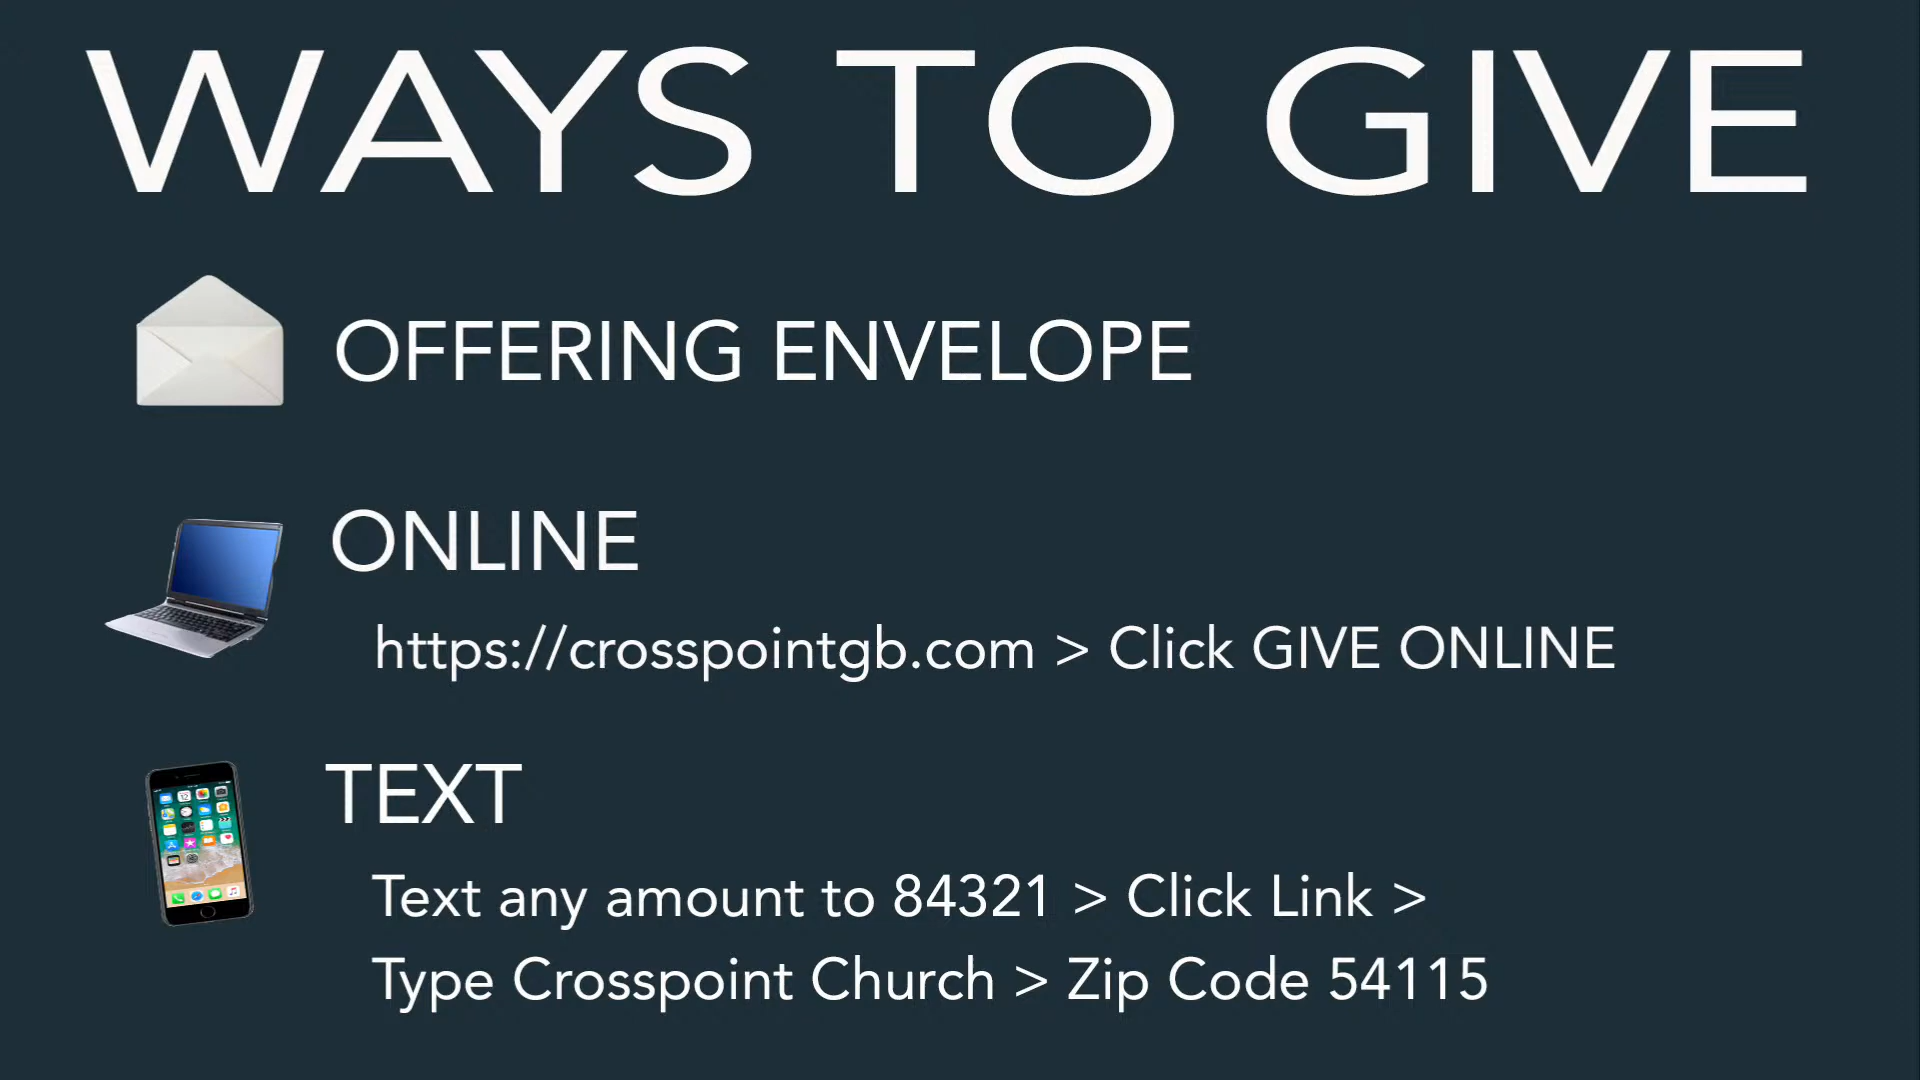 WAYS TO GIVE
OFFERING ENVELOPE
ONLINE
https://crosspointgb.com > Click GIVE ONLINE
TEXT
Text any amount to 84321 > Click Link >
Type Crosspoint Church > Zip Code 54115